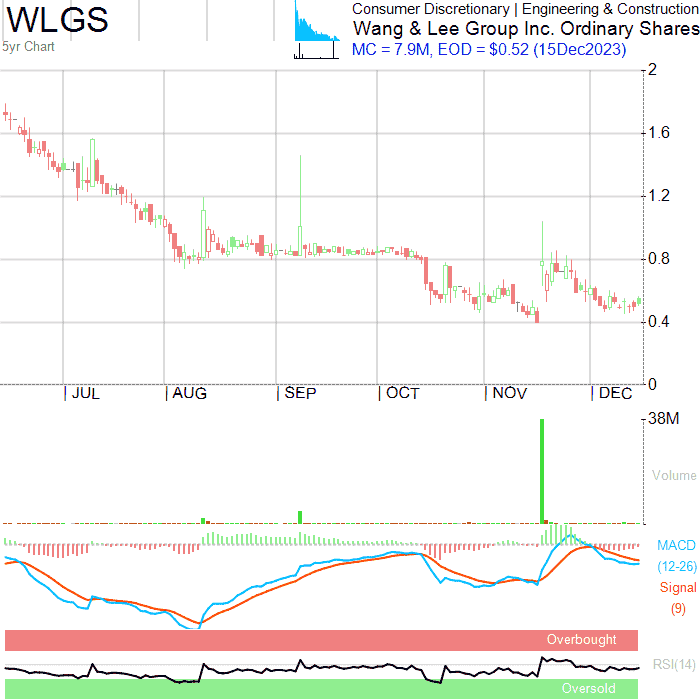 WLGS
5yr Chart
Consumer Discretionary | Engineering & Construction
Wang & Lee Group Inc. Ordinary Shares
MC = 7.9M, EOD = $0.52 (15Dec2023)
2
1.6
1.2
0.8
0.4
0
JUL AUG SEP OCT NOV DEC
38M
Volume
MACD
(12-26)
Signal
(9)
Overbought
RSI(14)
Oversold